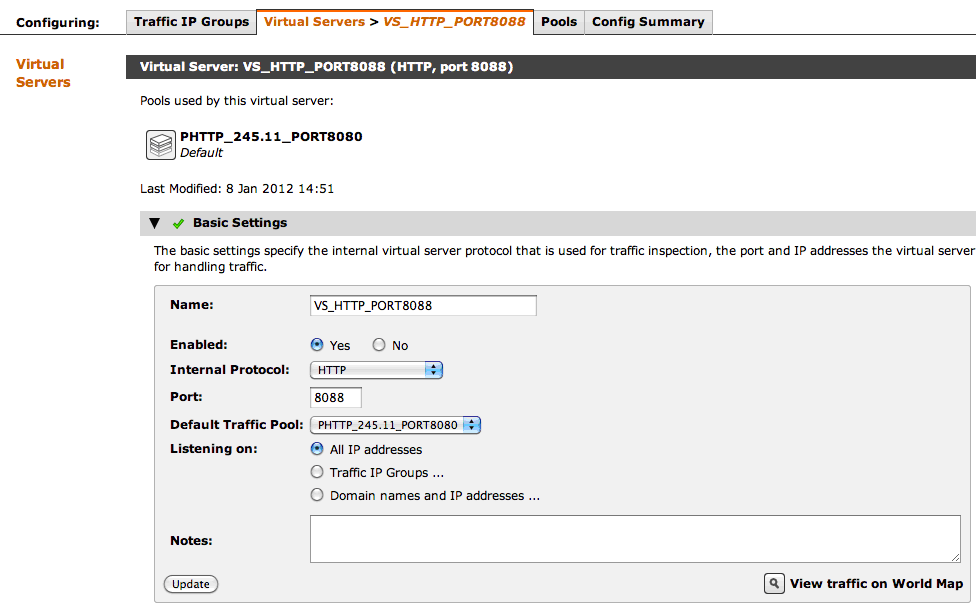 Configuring:
Traffic IP Groups
Virtual Servers > VS_HTTP_PORT8088
Pools
Config Summary
Virtual
Servers
Virtual Server: VS_HTTP_PORT8088 (HTTP, port 8088)
Pools used by this virtual server:
PHTTP_245.11_PORT8080
Default
Last Modified: 8 Jan 2012 14:51
Basic Settings
The basic settings specify the internal virtual server protocol that is used for traffic inspection, the port and IP addresses the virtual server
for handling traffic.
Name: VS_HTTP_PORT8088
Enabled: Yes No
Internal Protocol: HTTP
Port: 8088
Default Traffic Pool: PHTTP_245.11_PORT8080
Listening on: All IP addresses
Traffic IP Groups ...
Domain names and IP addresses ...
Notes:
Update
View traffic on World Map